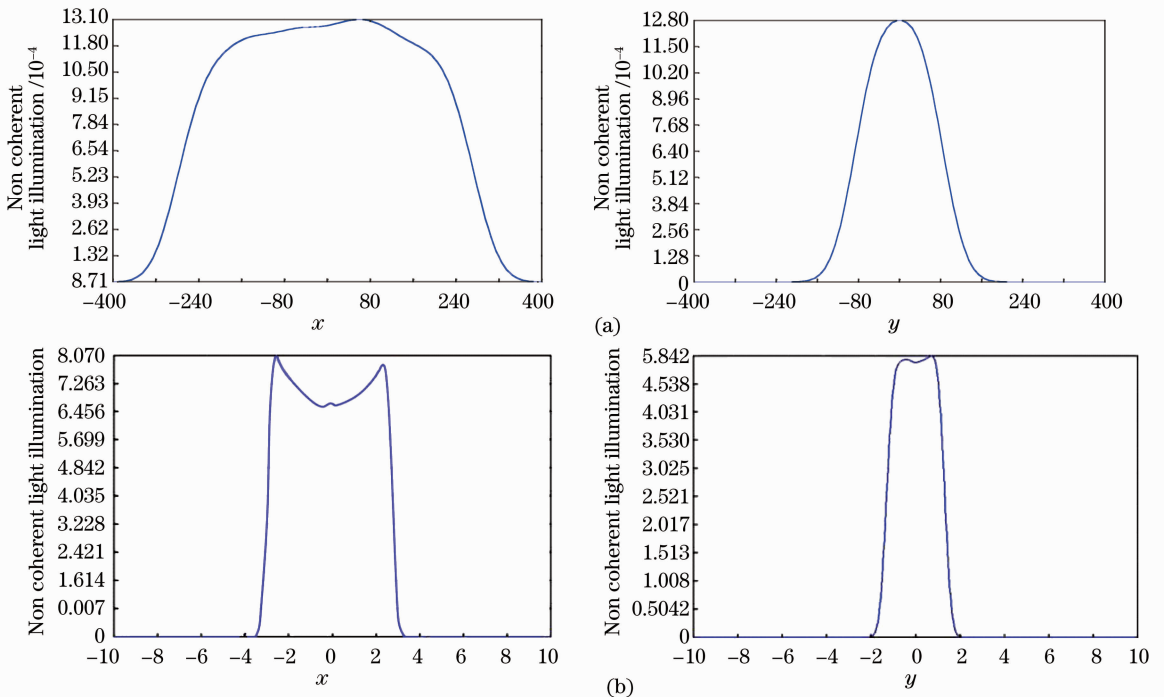 Non coherent
light illumination /10⁻⁴
13.10
11.80
10.50
9.15
7.84
6.54
5.23
3.93
2.62
1.32
8.71
−400 −240 −80 80 240 400
x
Non coherent
light illumination /10⁻⁴
12.80
11.50
10.20
8.96
7.68
6.40
5.12
3.84
2.56
1.28
0
−400 −240 −80 80 240 400
y
(a)
Non coherent light illumination
8.070
7.263
6.456
5.699
4.842
4.035
3.228
2.421
1.614
0.007
0
−10 −8 −6 −4 −2 0 2 4 6 8 10
x
Non coherent light illumination
5.842
4.538
4.031
3.530
3.025
2.521
2.017
1.513
1.008
0.5042
0
−10 −8 −6 −4 −2 0 2 4 6 8 10
y
(b)